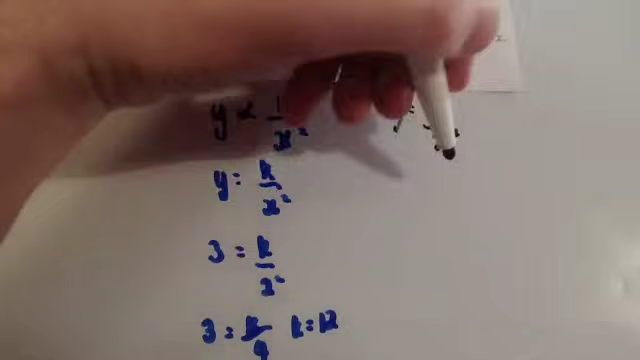 y ∝ 1/x²
y = k/x²
3 = k/2²
3 = k/4 k = 12